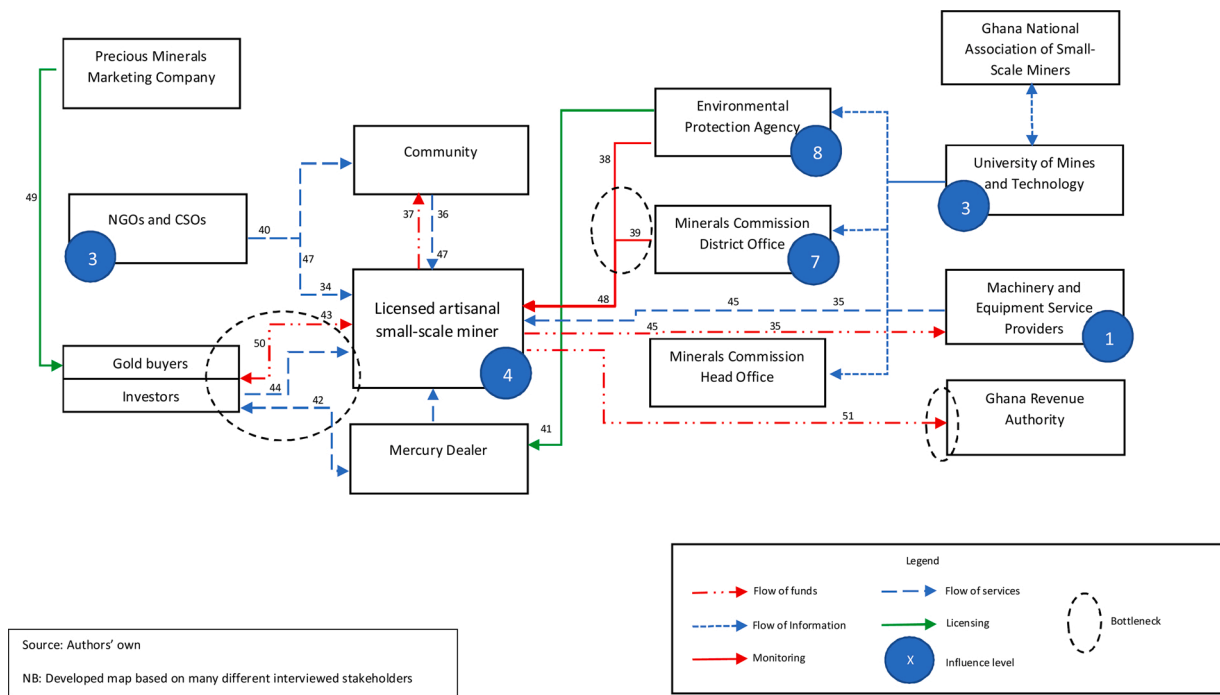 Precious Minerals
Marketing Company
Ghana National
Association of Small-
Scale Miners
Environmental
Protection Agency
8
Community
38
University of Mines
and Technology
3
49
NGOs and CSOs
3
40
47
34
37
36
47
39
Minerals Commission
District Office
7
Licensed artisanal
small-scale miner
4
48
45
35
45
35
Machinery and
Equipment Service
Providers
1
43
50
Gold buyers
Investors
44
42
Minerals Commission
Head Office
Ghana Revenue
Authority
51
41
Mercury Dealer
Legend
Flow of funds
Flow of services
Flow of Information
Licensing
Monitoring
X
Influence level
Bottleneck
Source: Authors’ own
NB: Developed map based on many different interviewed stakeholders